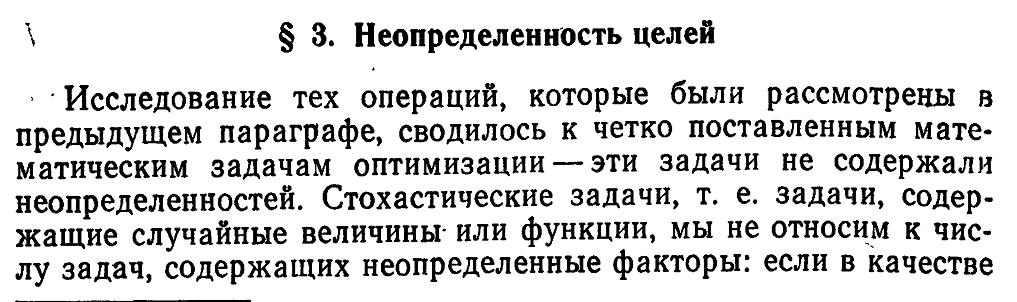 § 3. Неопределенность целей
Исследование тех операций, которые были рассмотрены в
предыдущем параграфе, сводилось к четко поставленным мате-
матическим задачам оптимизации — эти задачи не содержали
неопределенностей. Стохастические задачи, т. е. задачи, содер-
жащие случайные величины или функции, мы не относим к чис-
лу задач, содержащих неопределенные факторы: если в качестве